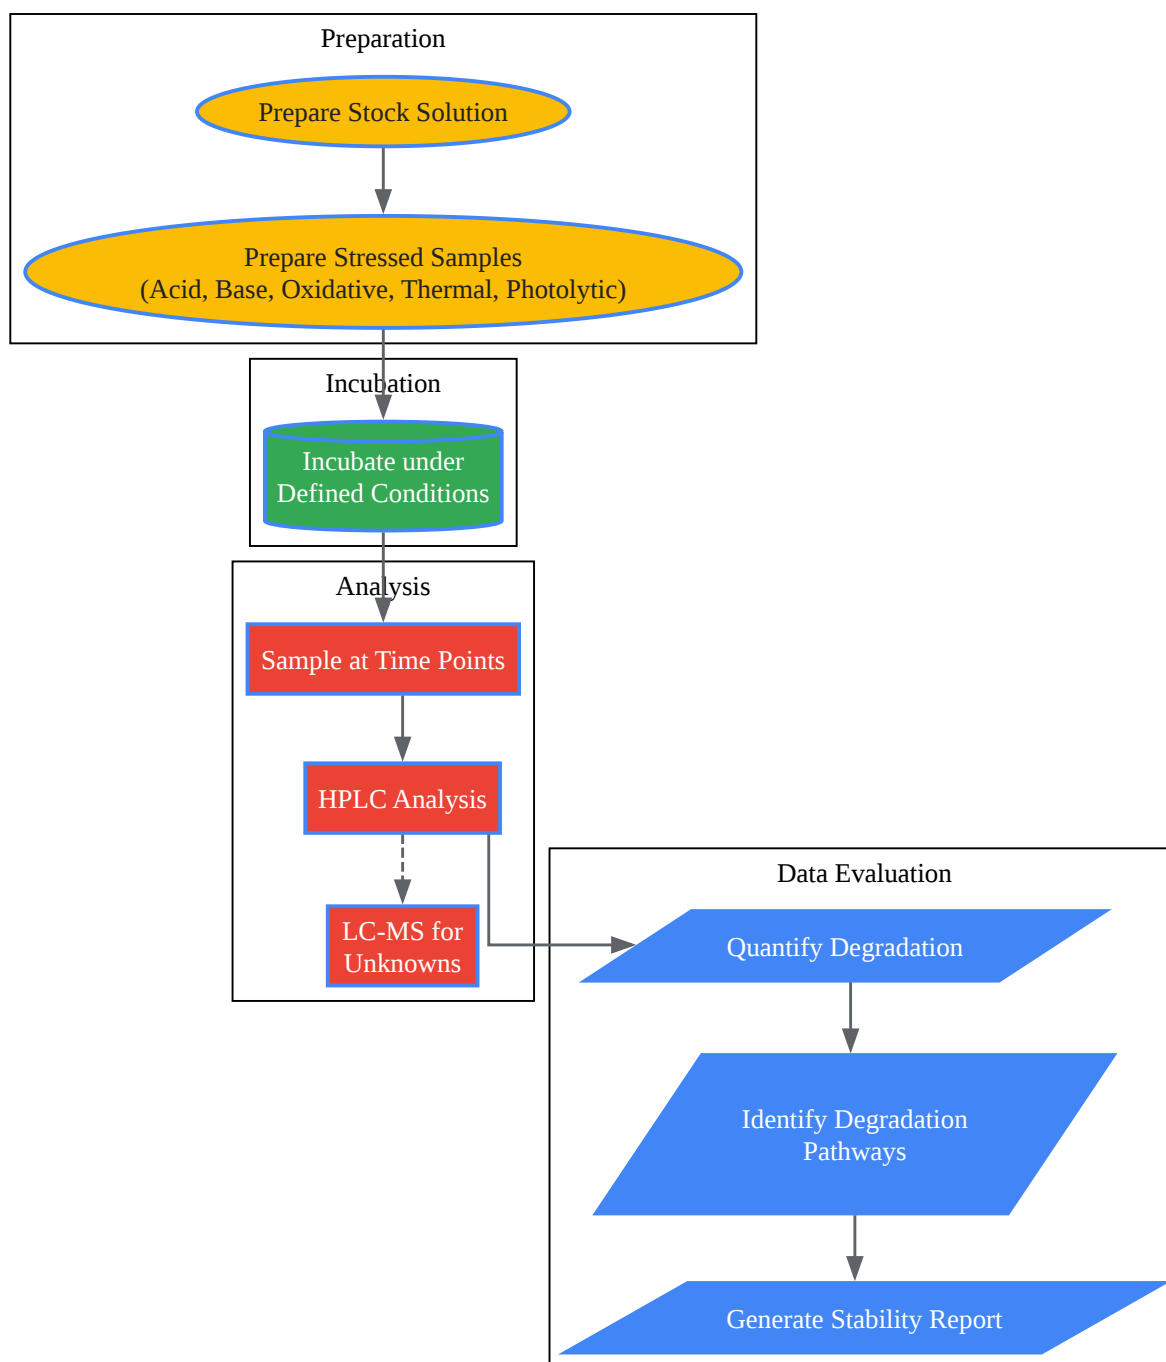 Preparation
Prepare Stock Solution
Prepare Stressed Samples
(Acid, Base, Oxidative, Thermal, Photolytic)
Incubation
Incubate under
Defined Conditions
Analysis
Sample at Time Points
HPLC Analysis
LC-MS for
Unknowns
Data Evaluation
Quantify Degradation
Identify Degradation
Pathways
Generate Stability Report